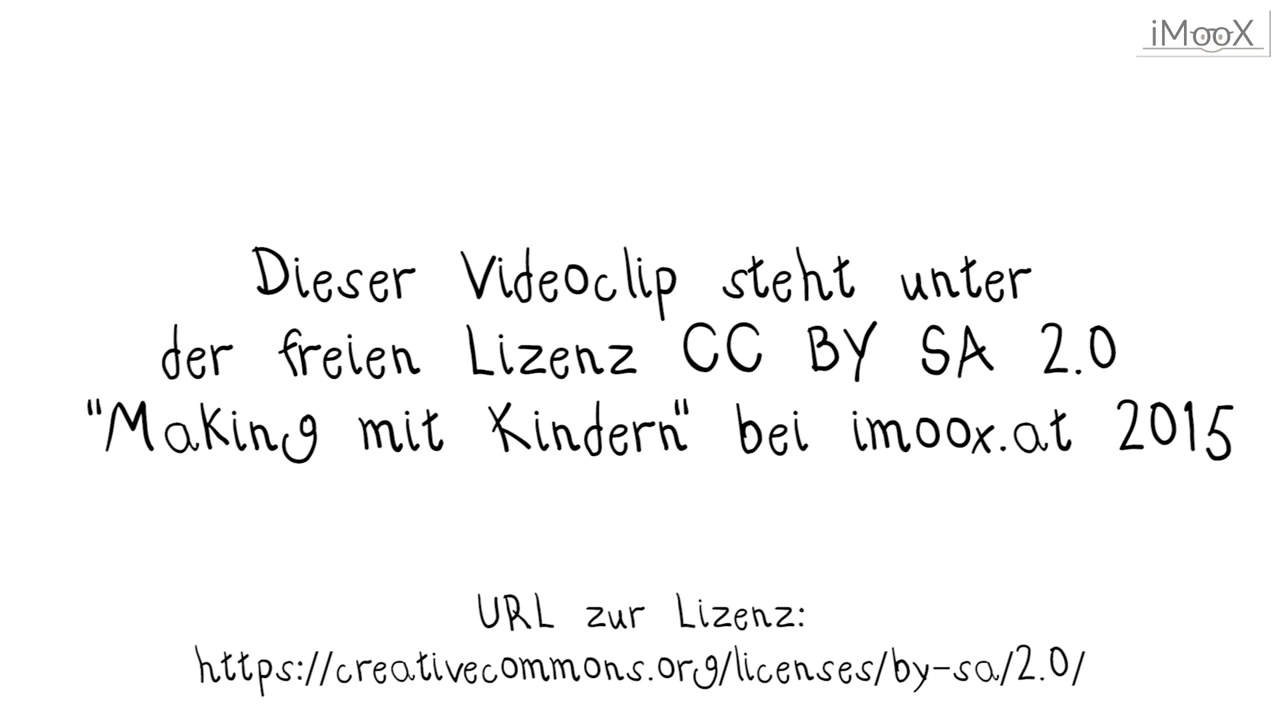 iMooX
Dieser Videoclip steht unter
der freien Lizenz CC BY SA 2.0
"Making mit Kindern" bei imoox.at 2015
URL zur Lizenz:
https://creativecommons.org/licenses/by-sa/2.0/